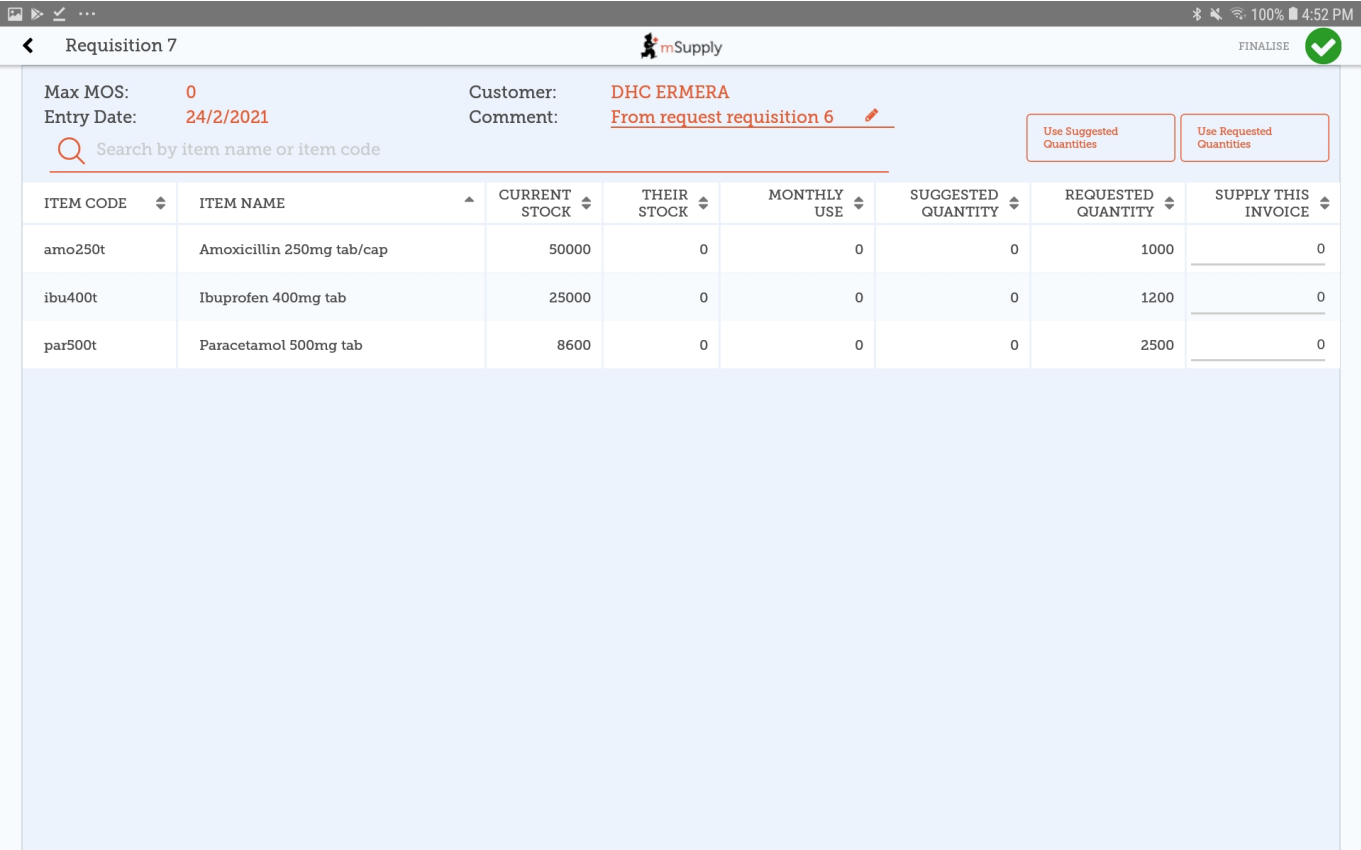 100% 4:52 PM
Requisition 7
mSupply
FINALISE
Max MOS: 0 Customer: DHC ERMERA
Entry Date: 24/2/2021 Comment: From request requisition 6
Use Suggested
Quantities
Use Requested
Quantities
Search by item name or item code
ITEM CODE ITEM NAME CURRENT STOCK THEIR STOCK MONTHLY USE SUGGESTED QUANTITY REQUESTED QUANTITY SUPPLY THIS INVOICE
amo250t Amoxicillin 250mg tab/cap 50000 0 0 0 1000 0
ibu400t Ibuprofen 400mg tab 25000 0 0 0 1200 0
par500t Paracetamol 500mg tab 8600 0 0 0 2500 0